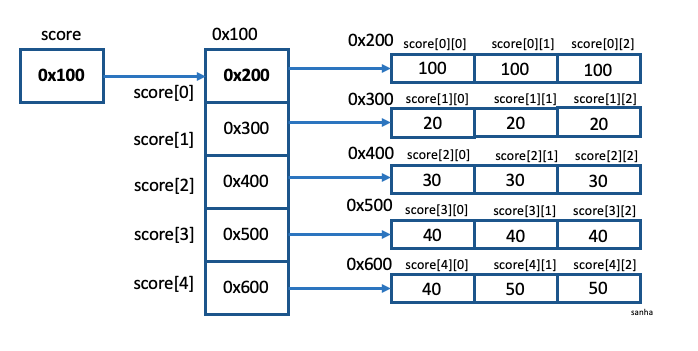 score
0x100
0x100
score[0]
score[1]
score[2]
score[3]
score[4]
0x200
0x300
0x400
0x500
0x600
0x200 score[0][0] score[0][1] score[0][2]
100 100 100
0x300 score[1][0] score[1][1] score[1][2]
20 20 20
0x400 score[2][0] score[2][1] score[2][2]
30 30 30
0x500 score[3][0] score[3][1] score[3][2]
40 40 40
0x600 score[4][0] score[4][1] score[4][2]
40 50 50
sanha